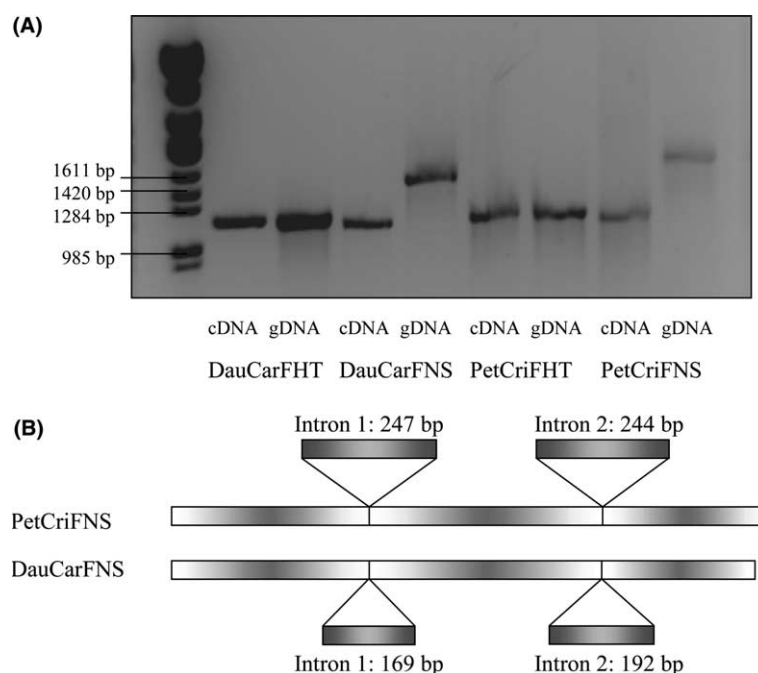 (A)
1611 bp
1420 bp
1284 bp
985 bp
cDNA gDNA cDNA gDNA cDNA gDNA cDNA gDNA
DauCarFHT DauCarFNS PetCriFHT PetCriFNS
(B)
Intron 1: 247 bp Intron 2: 244 bp
PetCriFNS
DauCarFNS
Intron 1: 169 bp Intron 2: 192 bp